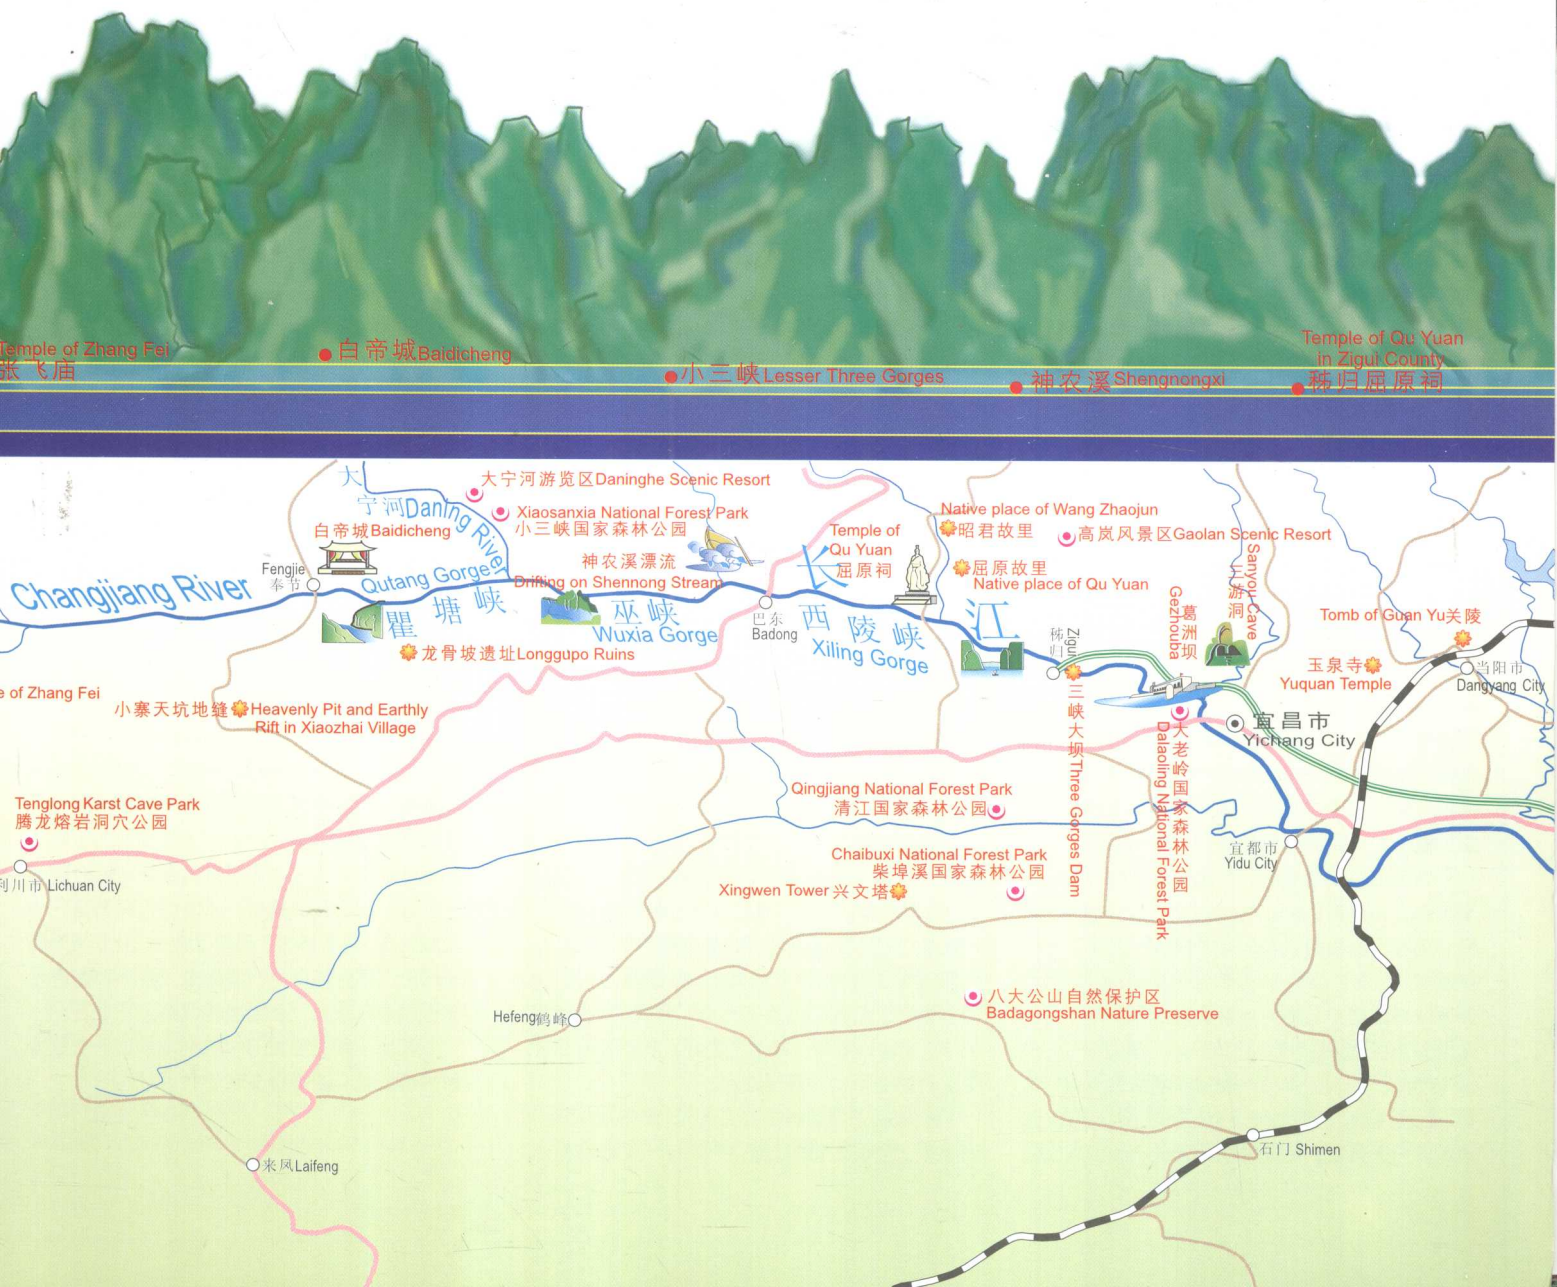 Temple of Zhang Fei
张飞庙
白帝城Baidicheng
小三峡Lesser Three Gorges
神农溪Shengnongxi
Temple of Qu Yuan
in Zigui County
秭归屈原祠
大
宁河Daning River
大宁河游览区Daninghe Scenic Resort
Xiaosanxia National Forest Park
小三峡国家森林公园
白帝城Baidicheng
Fengjie
奉节
Changjiang River
Qutang Gorge
瞿塘峡
神农溪漂流
Drifting on Shennong Stream
巫峡
Wuxia Gorge
龙骨坡遗址Longgupo Ruins
长
江
巴东
Badong
Temple of
Qu Yuan
屈原祠
西陵峡
Xiling Gorge
Native place of Wang Zhaojun
昭君故里
高岚风景区Gaolan Scenic Resort
屈原故里
Native place of Qu Yuan
秭归
Zigui
葛洲坝
Gezhouba
三游洞
Sanyou Cave
Tomb of Guan Yu关陵
玉泉寺
Yuquan Temple
当阳市
Dangyang City
宜昌市
Yichang City
三峡大坝Three Gorges Dam
大老岭国家森林公园
Dalaoling National Forest Park
e of Zhang Fei
小寨天坑地缝
Heavenly Pit and Earthly
Rift in Xiaozhai Village
Tenglong Karst Cave Park
腾龙熔岩洞穴公园
利川市 Lichuan City
Qingjiang National Forest Park
清江国家森林公园
Chaibuxi National Forest Park
柴埠溪国家森林公园
Xingwen Tower 兴文塔
宜都市
Yidu City
八大公山自然保护区
Badagongshan Nature Preserve
Hefeng鹤峰
来凤Laifeng
石门 Shimen